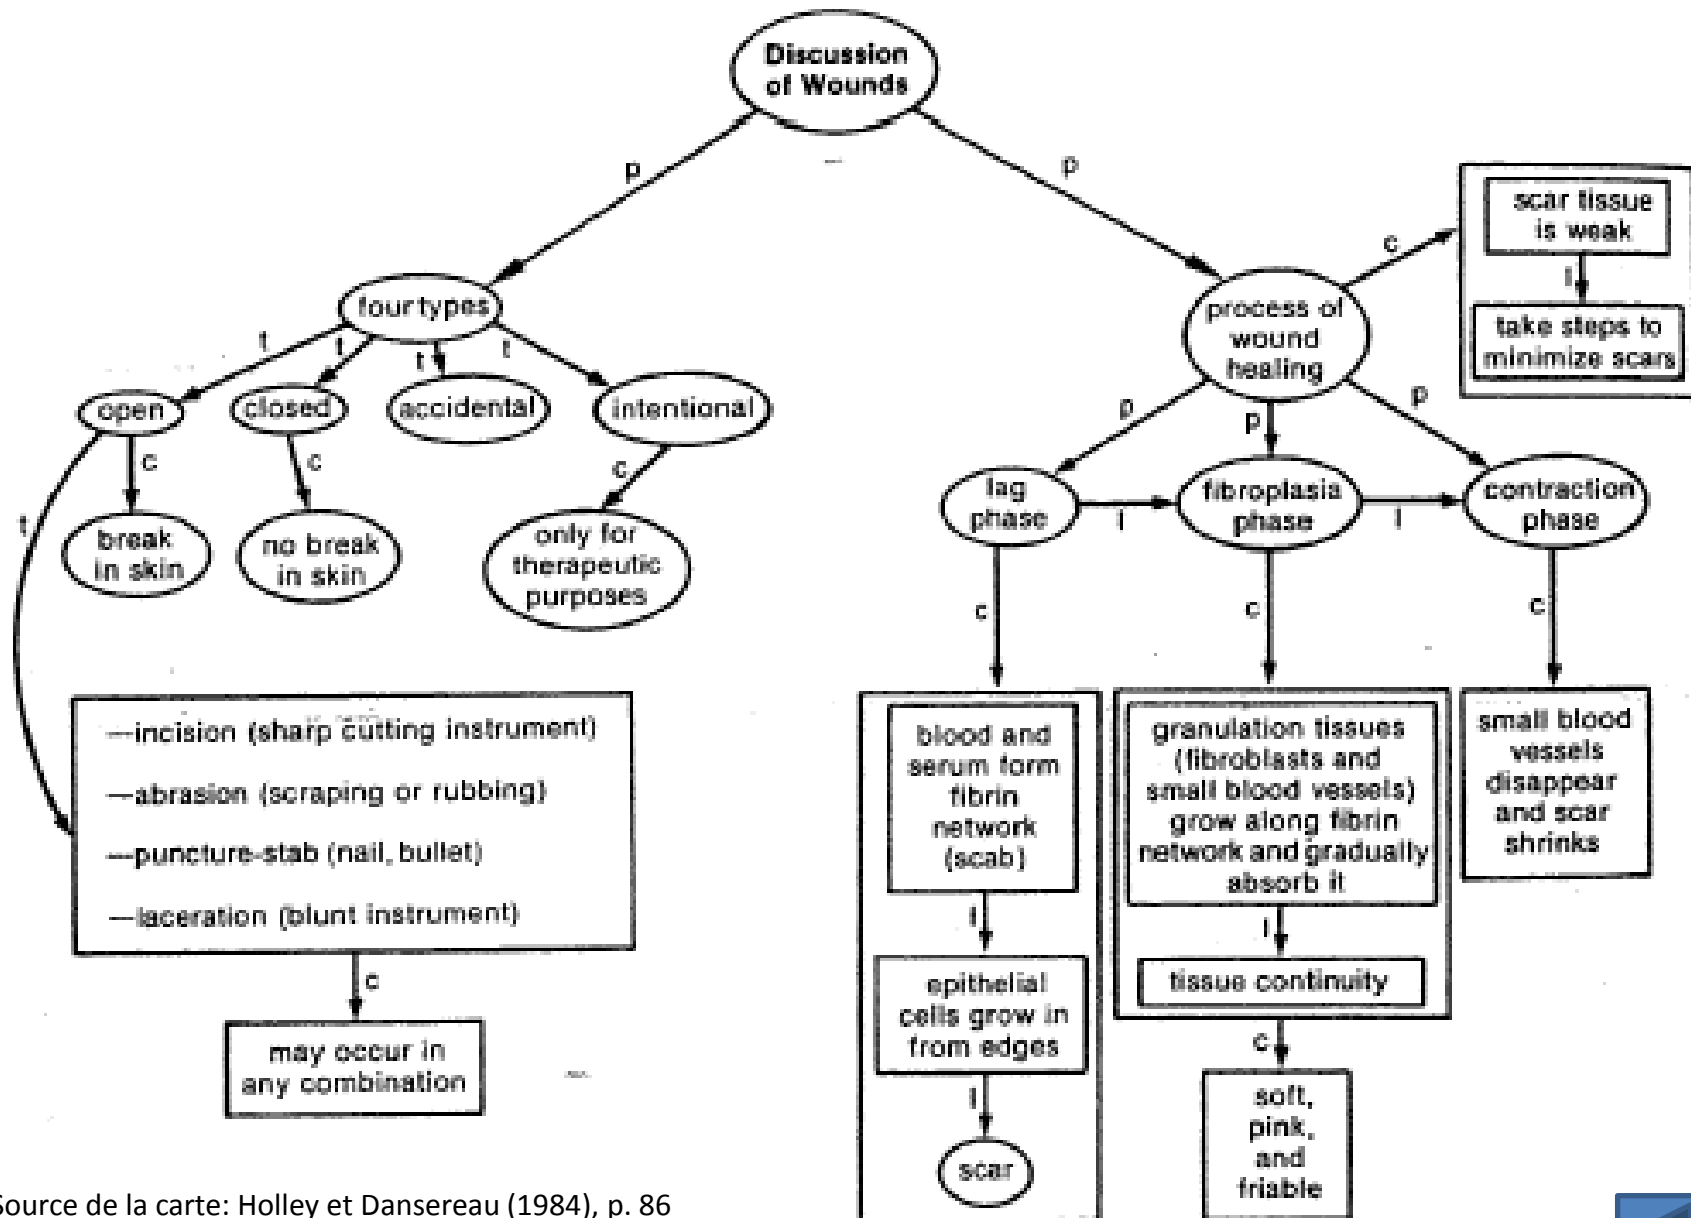 Discussion
of Wounds
p
p
four types
t
t
t
t
open
closed
accidental
intentional
c
c
c
t
break
in skin
no break
in skin
only for
therapeutic
purposes
—incision (sharp cutting instrument)
—abrasion (scraping or rubbing)
—puncture-stab (nail, bullet)
—laceration (blunt instrument)
c
may occur in
any combination
process of
wound
healing
c
scar tissue
is weak
l
take steps to
minimize scars
p
p
p
lag
phase
l
fibroplasia
phase
l
contraction
phase
c
c
c
blood and
serum form
fibrin
network
(scab)
l
epithelial
cells grow in
from edges
l
scar
granulation tissues
(fibroblasts and
small blood vessels)
grow along fibrin
network and gradually
absorb it
l
tissue continuity
c
soft,
pink,
and
friable
small blood
vessels
disappear
and scar
shrinks
Source de la carte: Holley et Dansereau (1984), p. 86